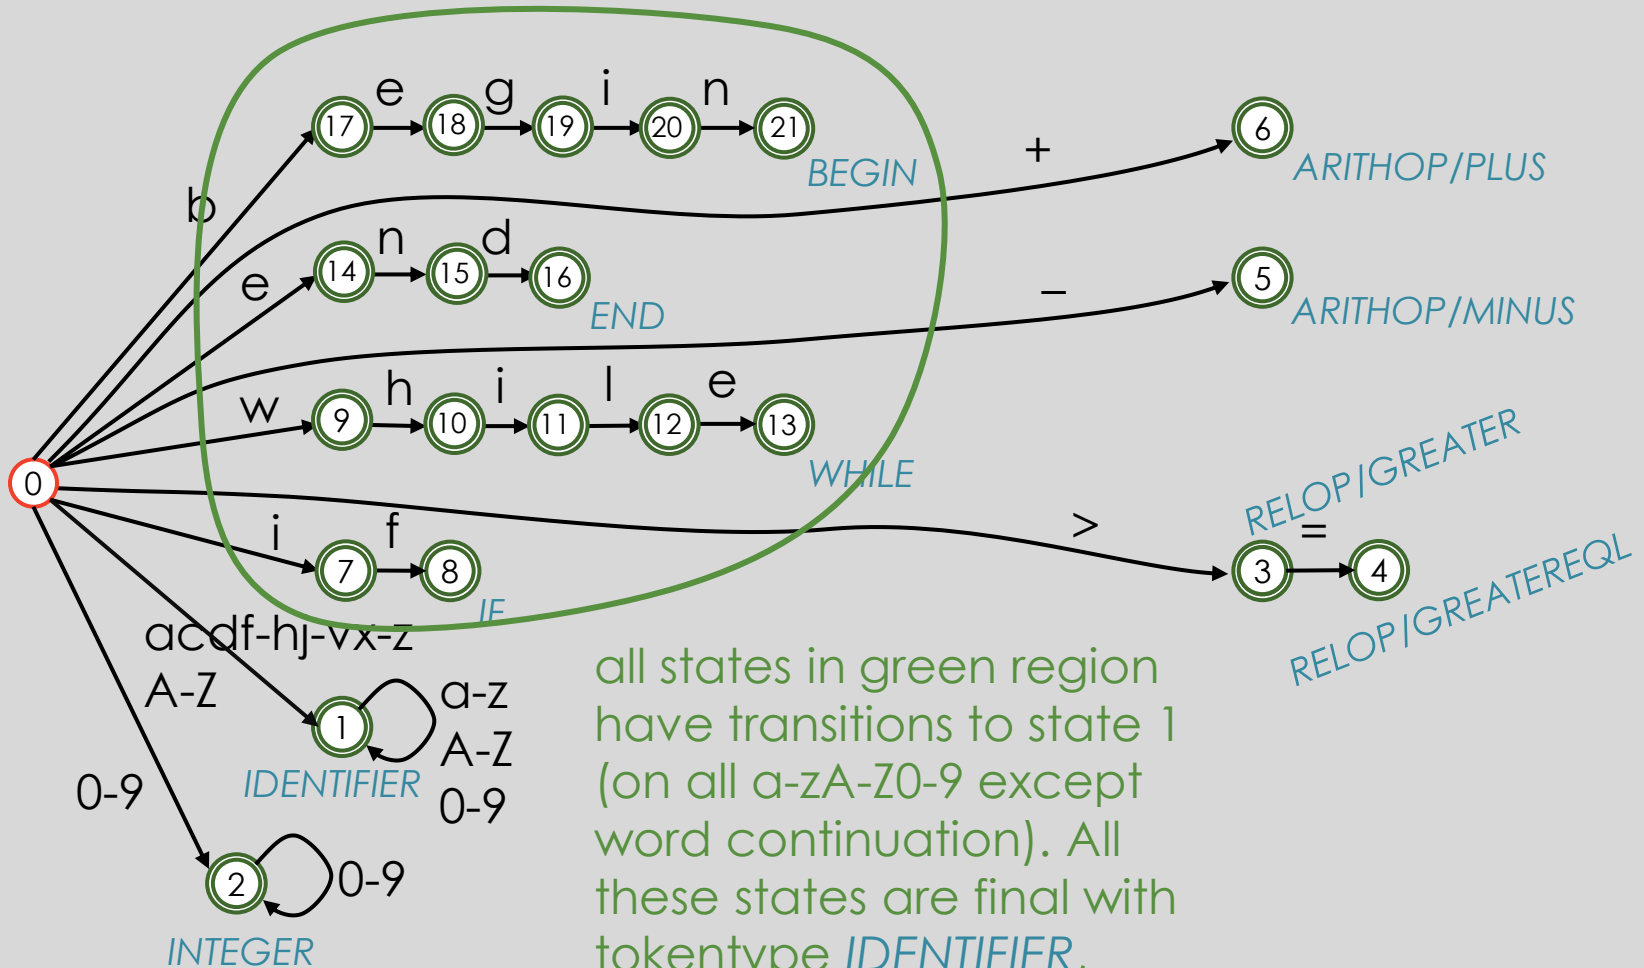 e g i n
17 18 19 20 21
BEGIN
+
6
ARITHOP/PLUS
b
n d
e
14 15 16
END
–
5
ARITHOP/MINUS
h i l e
w
9 10 11 12 13
WHILE
0
i f
7 8
IF
>
RELOP/GREATER
=
3 4
RELOP/GREATEREQL
acdf-hj-vx-z
A-Z
1
a-z
A-Z
0-9
IDENTIFIER
0-9
2
0-9
INTEGER
all states in green region
have transitions to state 1
(on all a-zA-Z0-9 except
word continuation). All
these states are final with
tokentype IDENTIFIER.